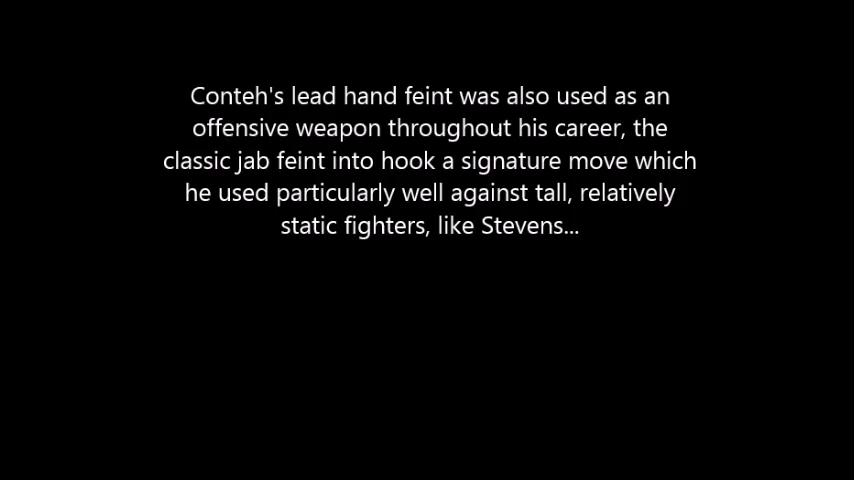 Conteh's lead hand feint was also used as an
offensive weapon throughout his career, the
classic jab feint into hook a signature move which
he used particularly well against tall, relatively
static fighters, like Stevens...